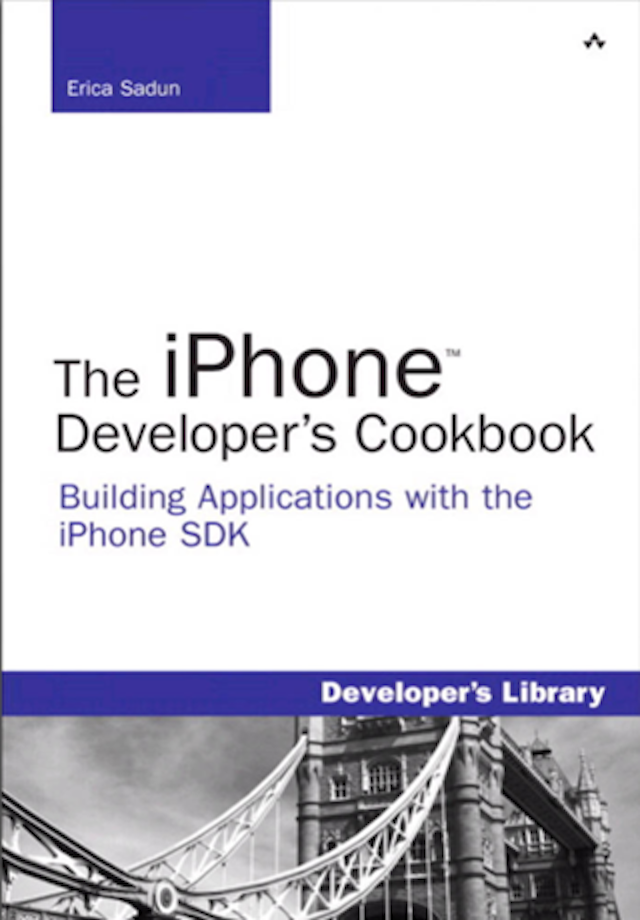 Erica Sadun
The iPhone™
Developer's Cookbook
Building Applications with the
iPhone SDK
Developer's Library